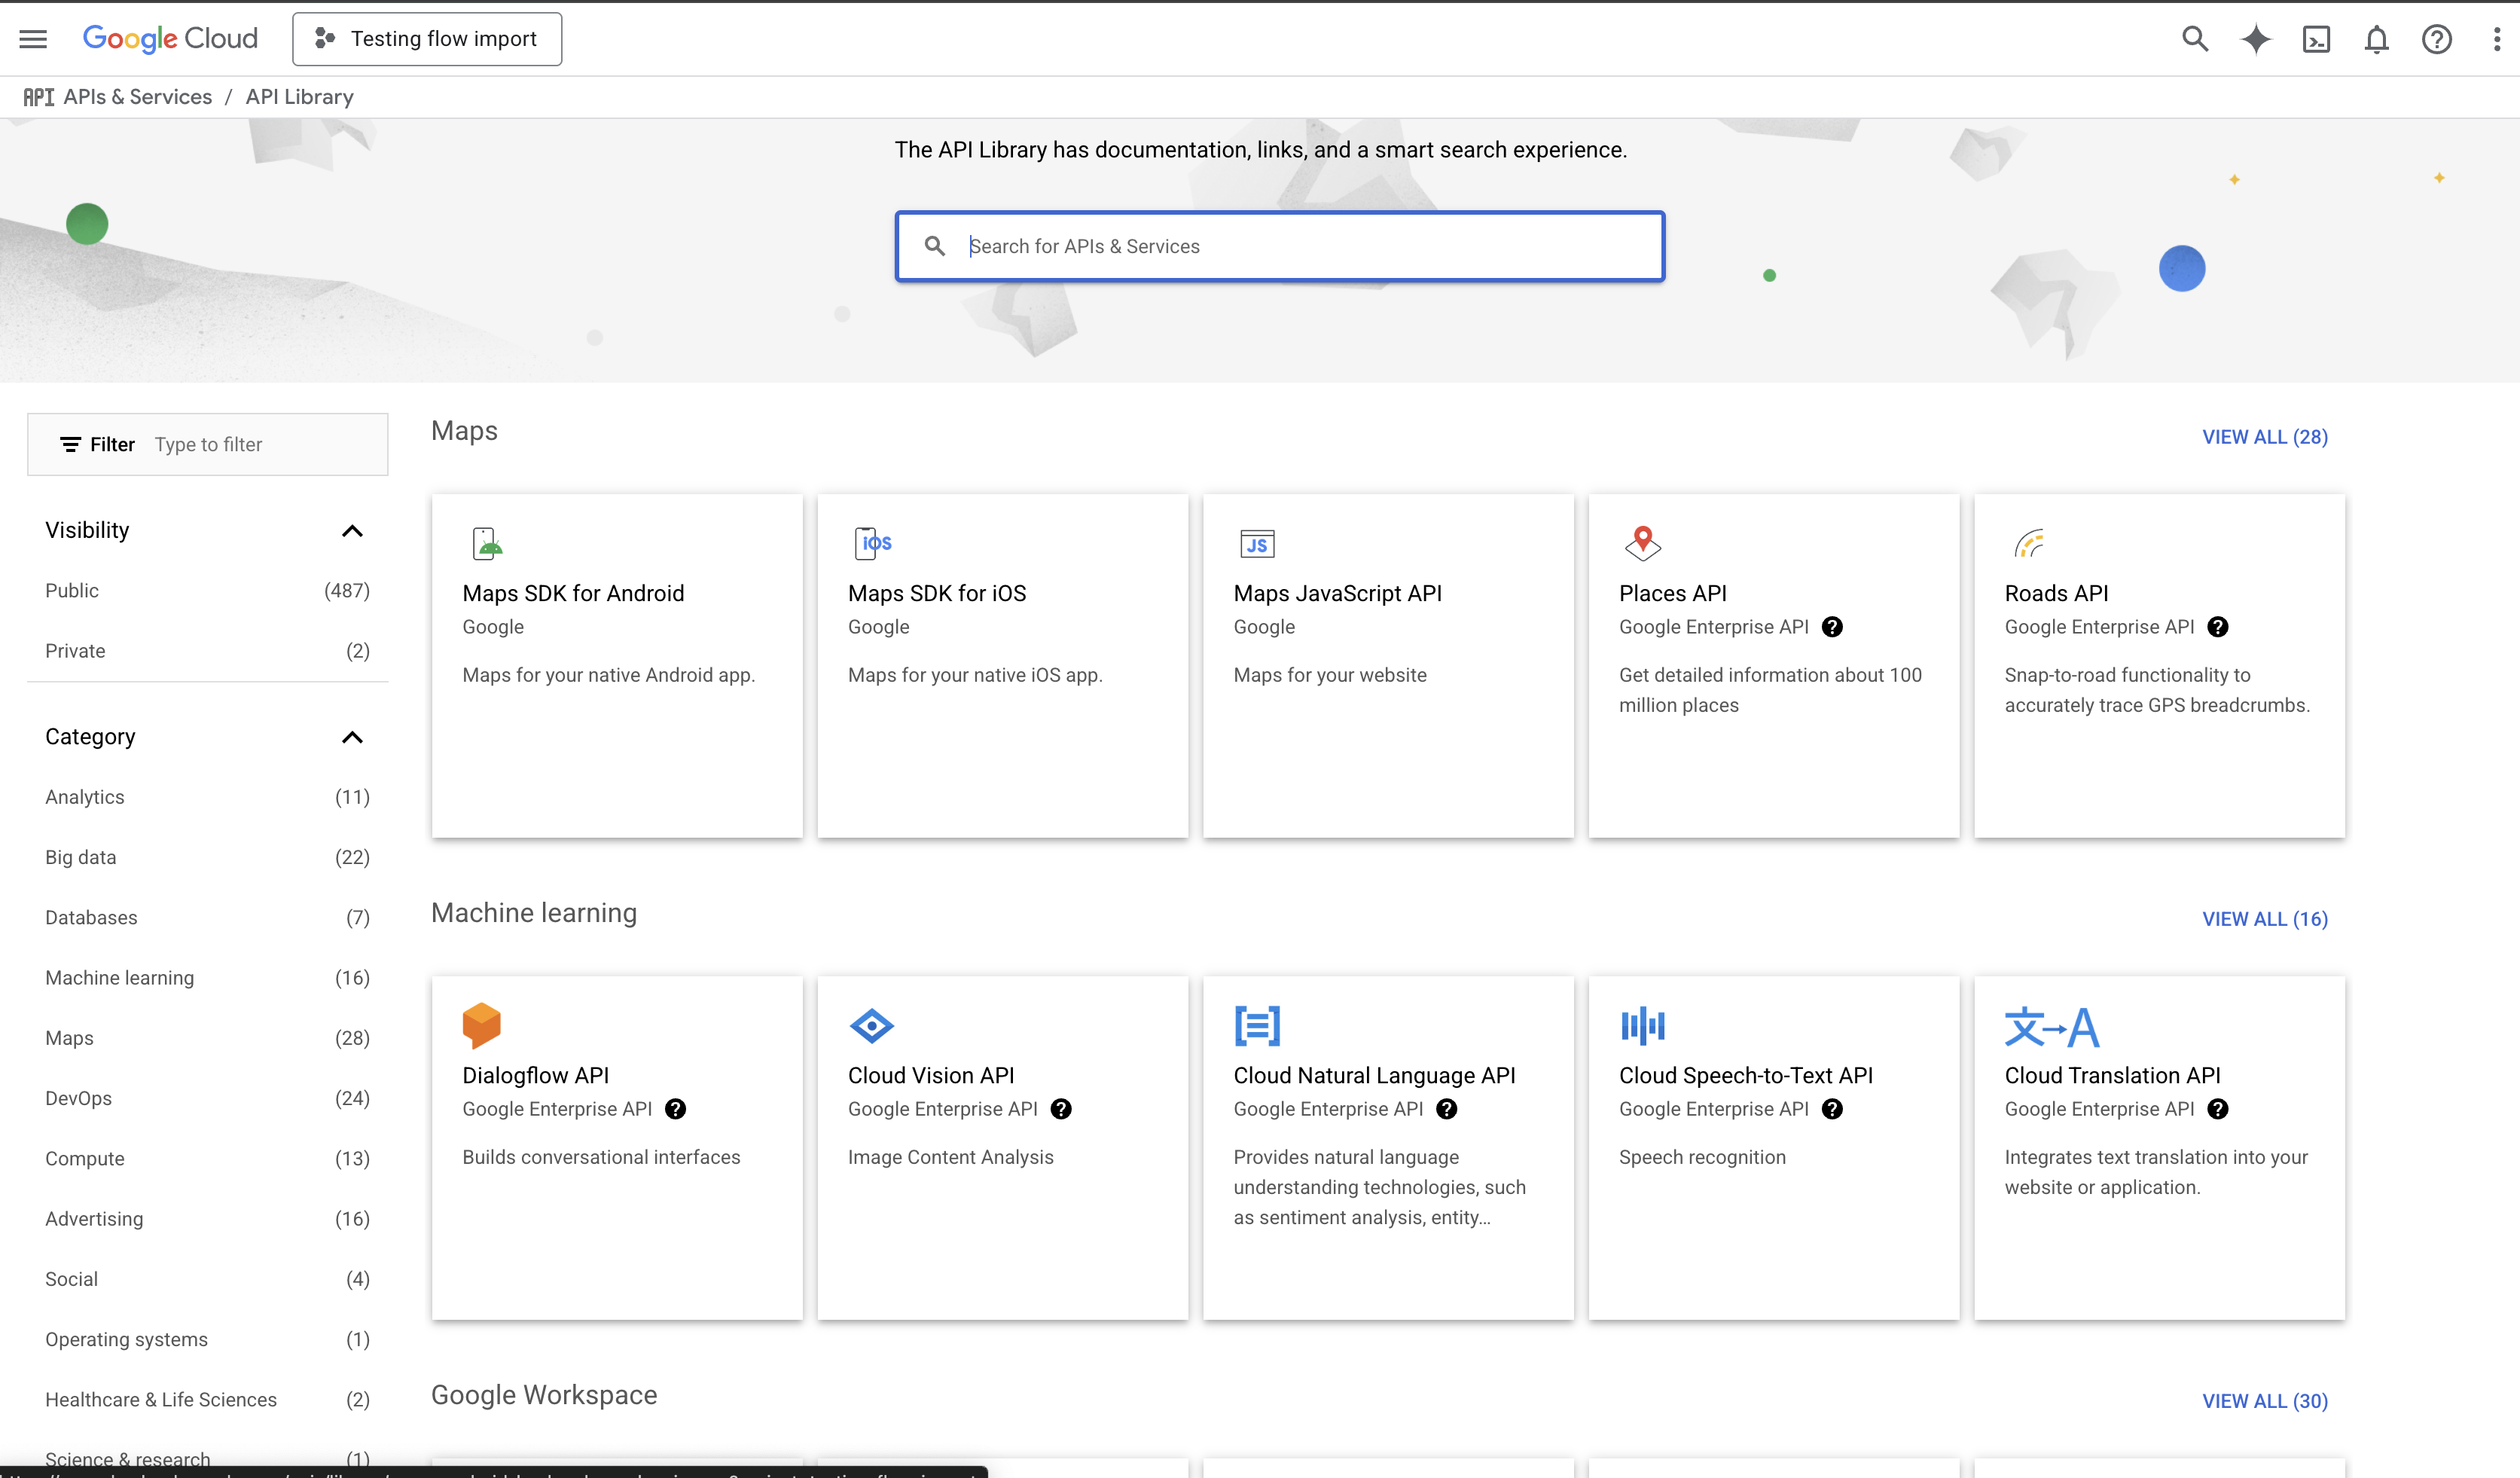 Google Cloud
Testing flow import
API APIs & Services / API Library
The API Library has documentation, links, and a smart search experience.
Search for APIs & Services
Filter Type to filter
Visibility
Public (487)
Private (2)
Category
Analytics (11)
Big data (22)
Databases (7)
Machine learning (16)
Maps (28)
DevOps (24)
Compute (13)
Advertising (16)
Social (4)
Operating systems (1)
Healthcare & Life Sciences (2)
Science & research (1)
Maps
VIEW ALL (28)
Maps SDK for Android
Google
Maps for your native Android app.
iOS
Maps SDK for iOS
Google
Maps for your native iOS app.
JS
Maps JavaScript API
Google
Maps for your website
Places API
Google Enterprise API
Get detailed information about 100
million places
Roads API
Google Enterprise API
Snap-to-road functionality to
accurately trace GPS breadcrumbs.
Machine learning
VIEW ALL (16)
Dialogflow API
Google Enterprise API
Builds conversational interfaces
Cloud Vision API
Google Enterprise API
Image Content Analysis
Cloud Natural Language API
Google Enterprise API
Provides natural language
understanding technologies, such
as sentiment analysis, entity…
Cloud Speech-to-Text API
Google Enterprise API
Speech recognition
文→A
Cloud Translation API
Google Enterprise API
Integrates text translation into your
website or application.
Google Workspace
VIEW ALL (30)